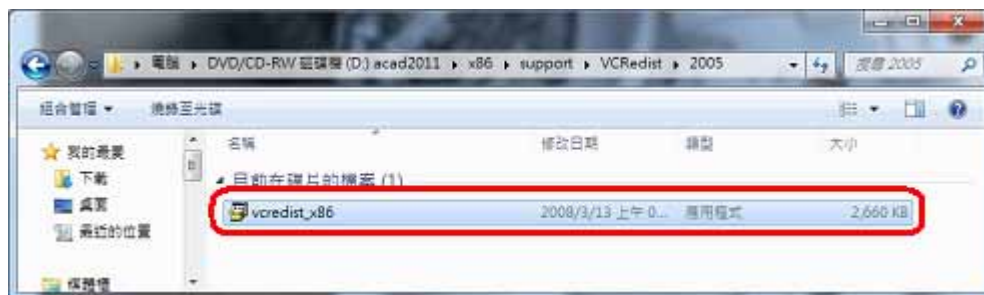 電腦 ▸ DVD/CD-RW 磁碟機 (D:) acad2011 ▸ x86 ▸ support ▸ VCRedist ▸ 2005
搜尋 2005
組合管理 燒錄至光碟
我的最愛
下載
桌面
最近的位置
媒體櫃
名稱 修改日期 類型 大小
目前在碟片的檔案 (1)
vcredist_x86 2008/3/13 上午 0... 應用程式 2,660 KB